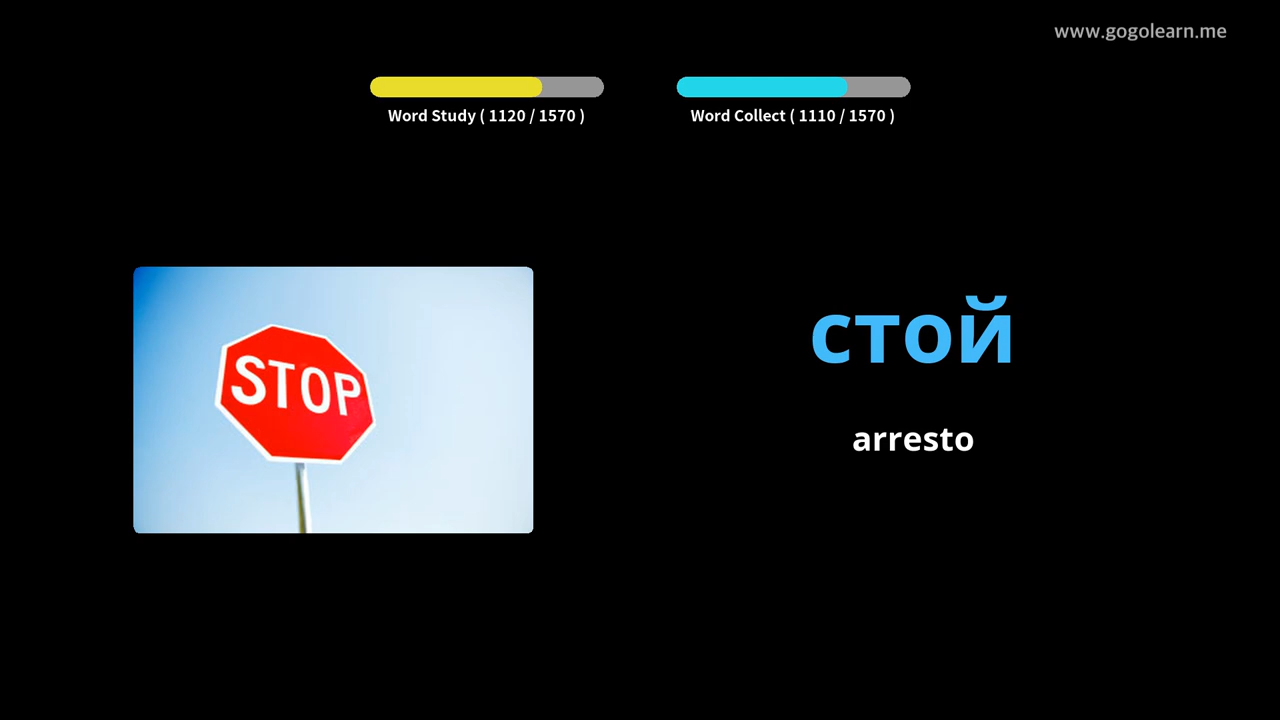 www.gogolearn.me
Word Study ( 1120 / 1570 )
Word Collect ( 1110 / 1570 )
STOP
стой
arresto